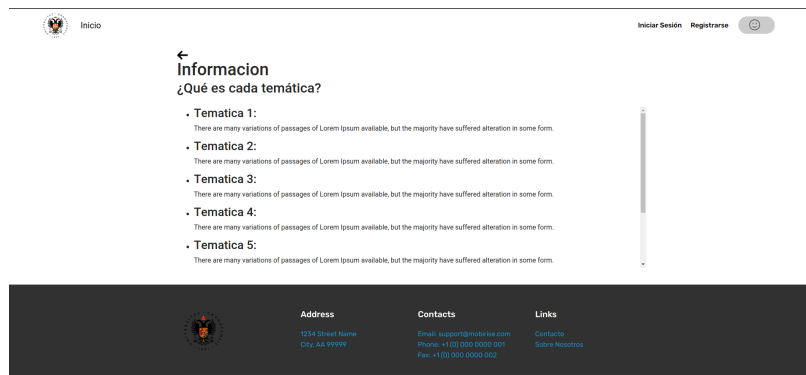 Inicio
Iniciar Sesión Registrarse
Informacion
¿Qué es cada temática?
Tematica 1:
There are many variations of passages of Lorem Ipsum available, but the majority have suffered alteration in some form.
Tematica 2:
There are many variations of passages of Lorem Ipsum available, but the majority have suffered alteration in some form.
Tematica 3:
There are many variations of passages of Lorem Ipsum available, but the majority have suffered alteration in some form.
Tematica 4:
There are many variations of passages of Lorem Ipsum available, but the majority have suffered alteration in some form.
Tematica 5:
There are many variations of passages of Lorem Ipsum available, but the majority have suffered alteration in some form.
Address
1234 Street Name
City, AA 99999
Contacts
Email: support@mobirise.com
Phone: +1 (0) 000 0000 001
Fax: +1 (0) 000 0000 002
Links
Contacto
Sobre Nosotros